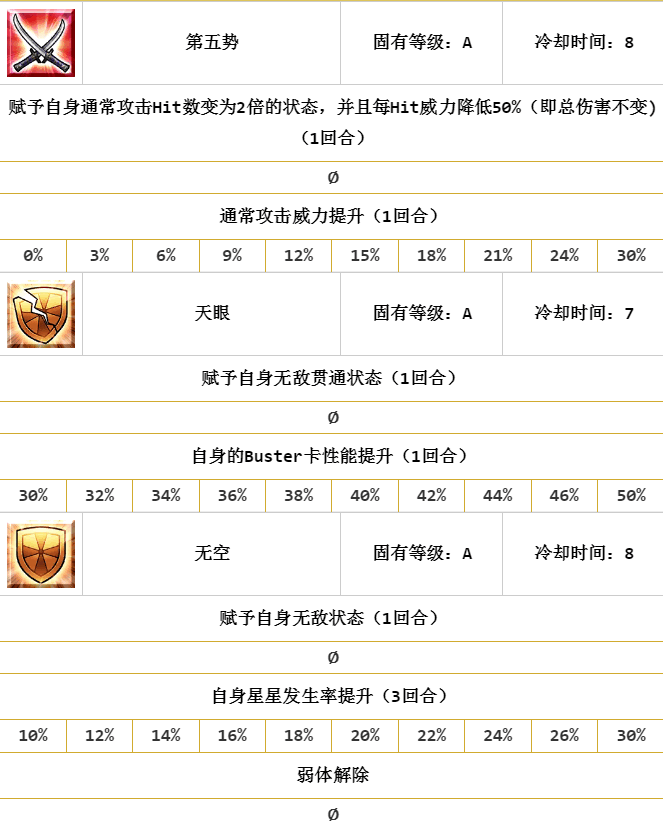 第五势 固有等级：A 冷却时间：8
赋予自身通常攻击Hit数变为2倍的状态，并且每Hit威力降低50%（即总伤害不变)
（1回合）
Ø
通常攻击威力提升（1回合）
0% 3% 6% 9% 12% 15% 18% 21% 24% 30%
天眼 固有等级：A 冷却时间：7
赋予自身无敌贯通状态（1回合）
Ø
自身的Buster卡性能提升（1回合）
30% 32% 34% 36% 38% 40% 42% 44% 46% 50%
无空 固有等级：A 冷却时间：8
赋予自身无敌状态（1回合）
Ø
自身星星发生率提升（3回合）
10% 12% 14% 16% 18% 20% 22% 24% 26% 30%
弱体解除
Ø